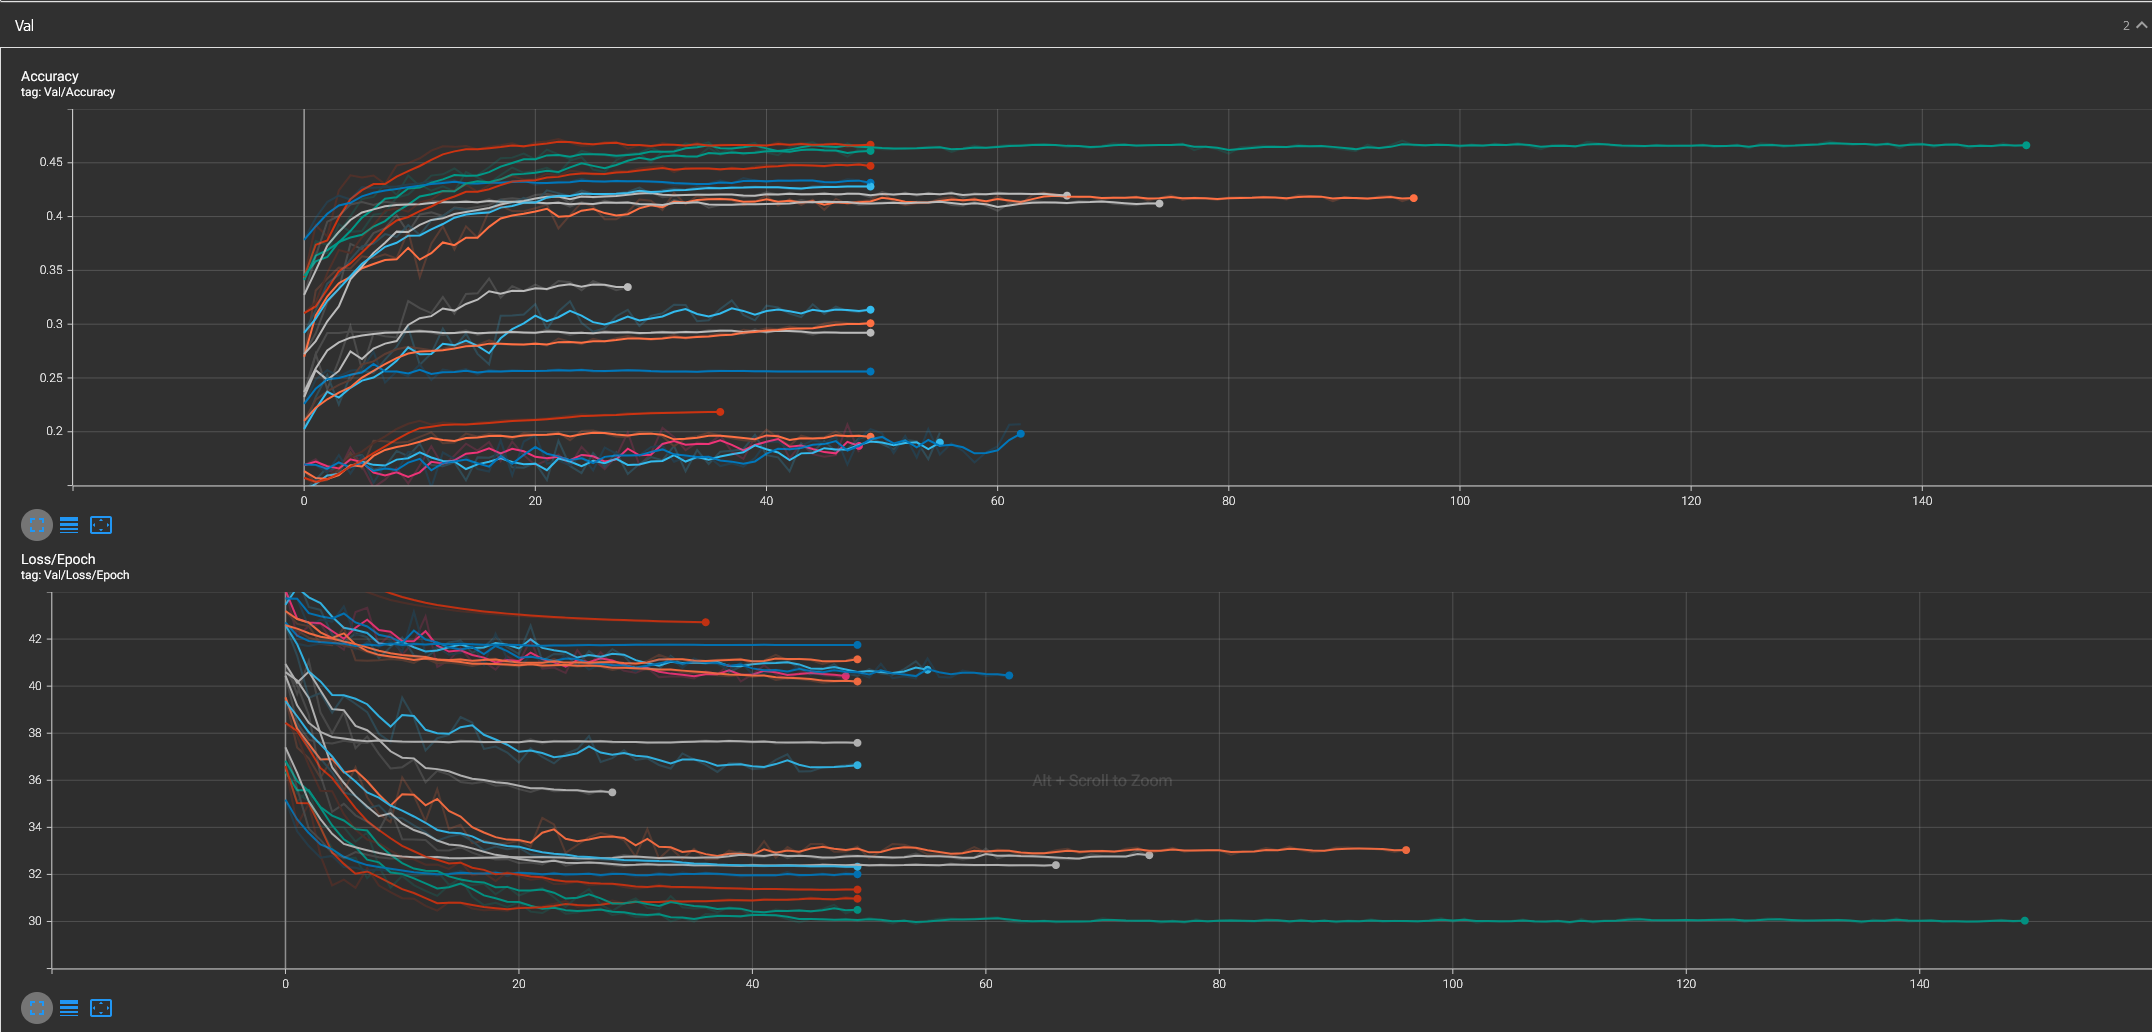 Val
2
Accuracy
tag: Val/Accuracy
0.45
0.4
0.35
0.3
0.25
0.2
0 20 40 60 80 100 120 140
Loss/Epoch
tag: Val/Loss/Epoch
42
40
38
36
Alt + Scroll to Zoom
34
32
30
0 20 40 60 80 100 120 140